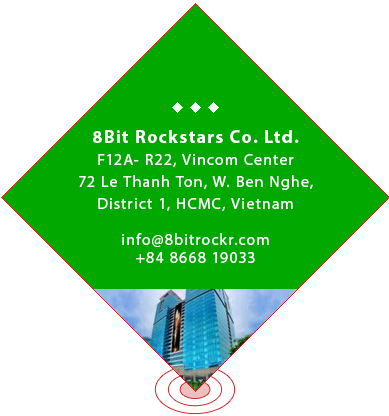 8Bit Rockstars Co. Ltd.
F12A- R22, Vincom Center
72 Le Thanh Ton, W. Ben Nghe,
District 1, HCMC, Vietnam
info@8bitrockr.com
+84 8668 19033